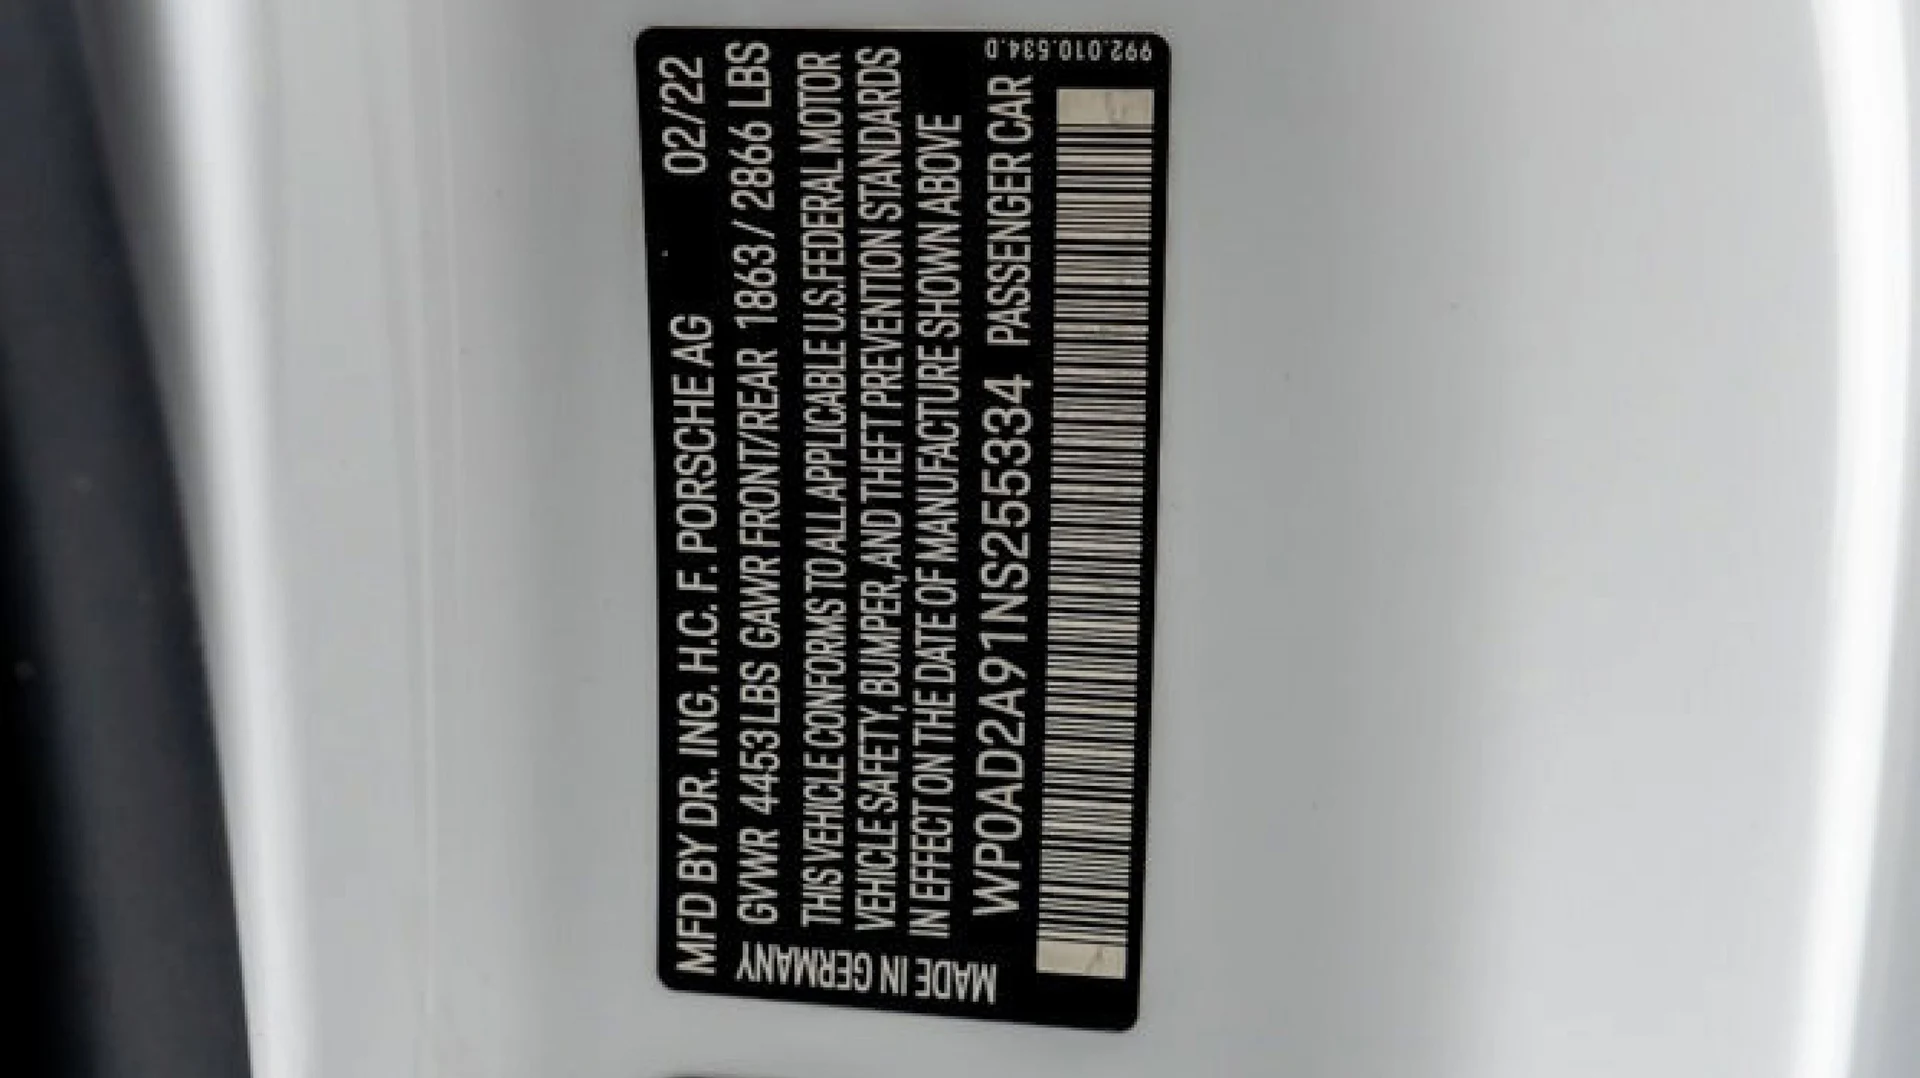 MFD BY DR. ING. H.C. F. PORSCHE AG 02/22
GVWR 4453 LBS GAWR FRONT/REAR 1863 / 2866 LBS
THIS VEHICLE CONFORMS TO ALL APPLICABLE U.S. FEDERAL MOTOR
VEHICLE SAFETY, BUMPER, AND THEFT PREVENTION STANDARDS
IN EFFECT ON THE DATE OF MANUFACTURE SHOWN ABOVE
WP0AD2A91NS255334 PASSENGER CAR
MADE IN GERMANY
992.010.534.D